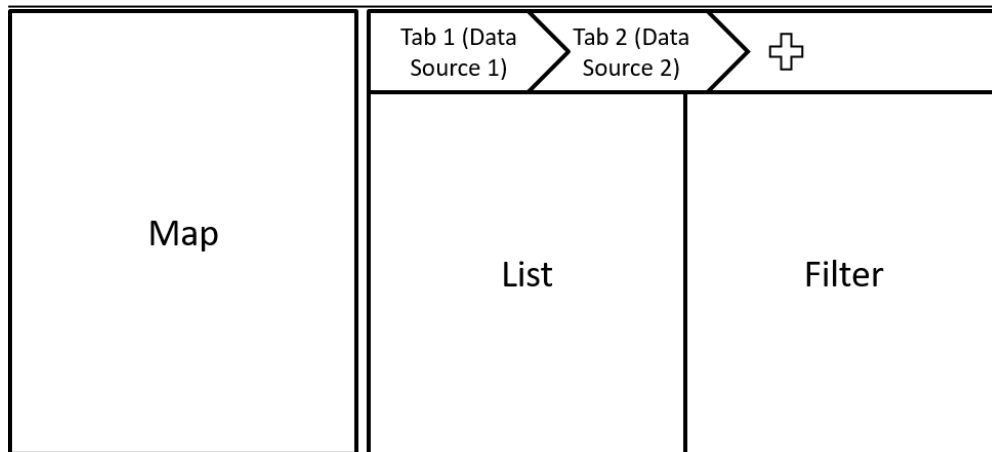 Map
Tab 1 (Data
Source 1)
Tab 2 (Data
Source 2)
List
Filter